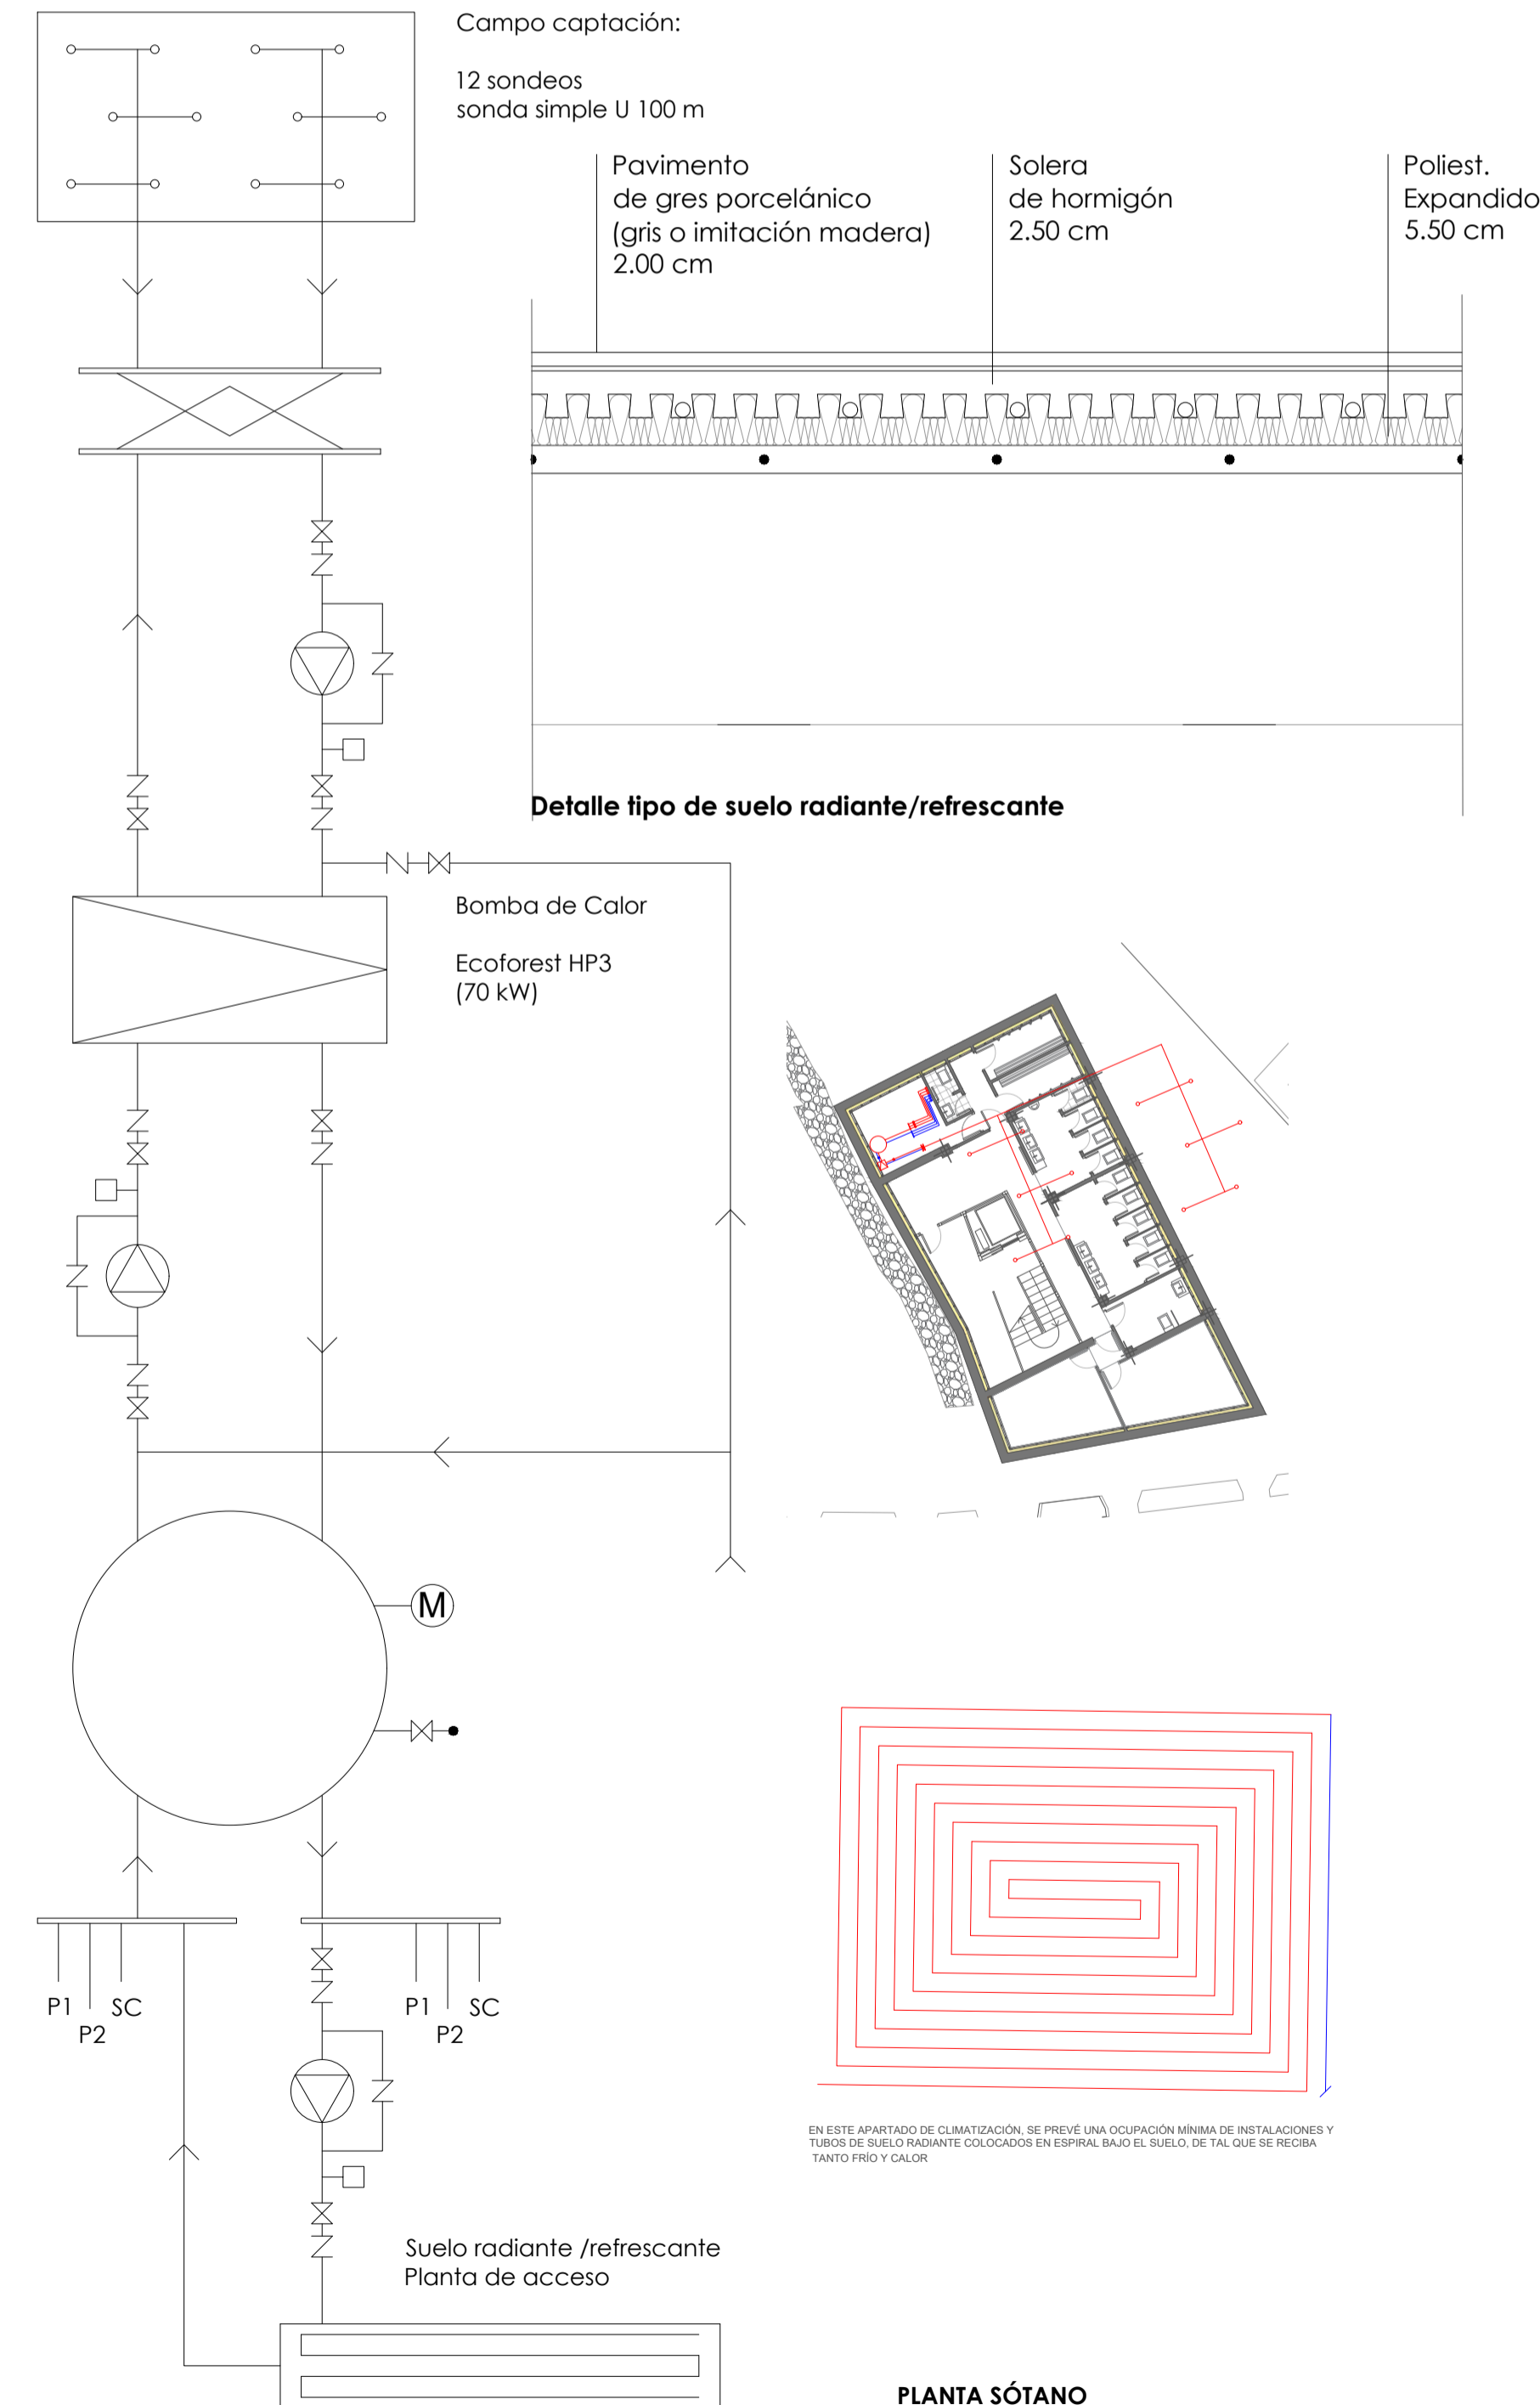 Campo captación:
12 sondeos
sonda simple U 100 m
Pavimento
de gres porcelánico
(gris o imitación madera)
2.00 cm
Solera
de hormigón
2.50 cm
Poliest.
Expandido
5.50 cm
Detalle tipo de suelo radiante/refrescante
Bomba de Calor
Ecoforest HP3
(70 kW)
M
P1
SC
P2
P1
SC
P2
EN ESTE APARTADO DE CLIMATIZACIÓN, SE PREVÉ UNA OCUPACIÓN MÍNIMA DE INSTALACIONES Y
TUBOS DE SUELO RADIANTE COLOCADOS EN ESPIRAL BAJO EL SUELO, DE TAL QUE SE RECIBA
TANTO FRÍO Y CALOR
Suelo radiante /refrescante
Planta de acceso
PLANTA SÓTANO